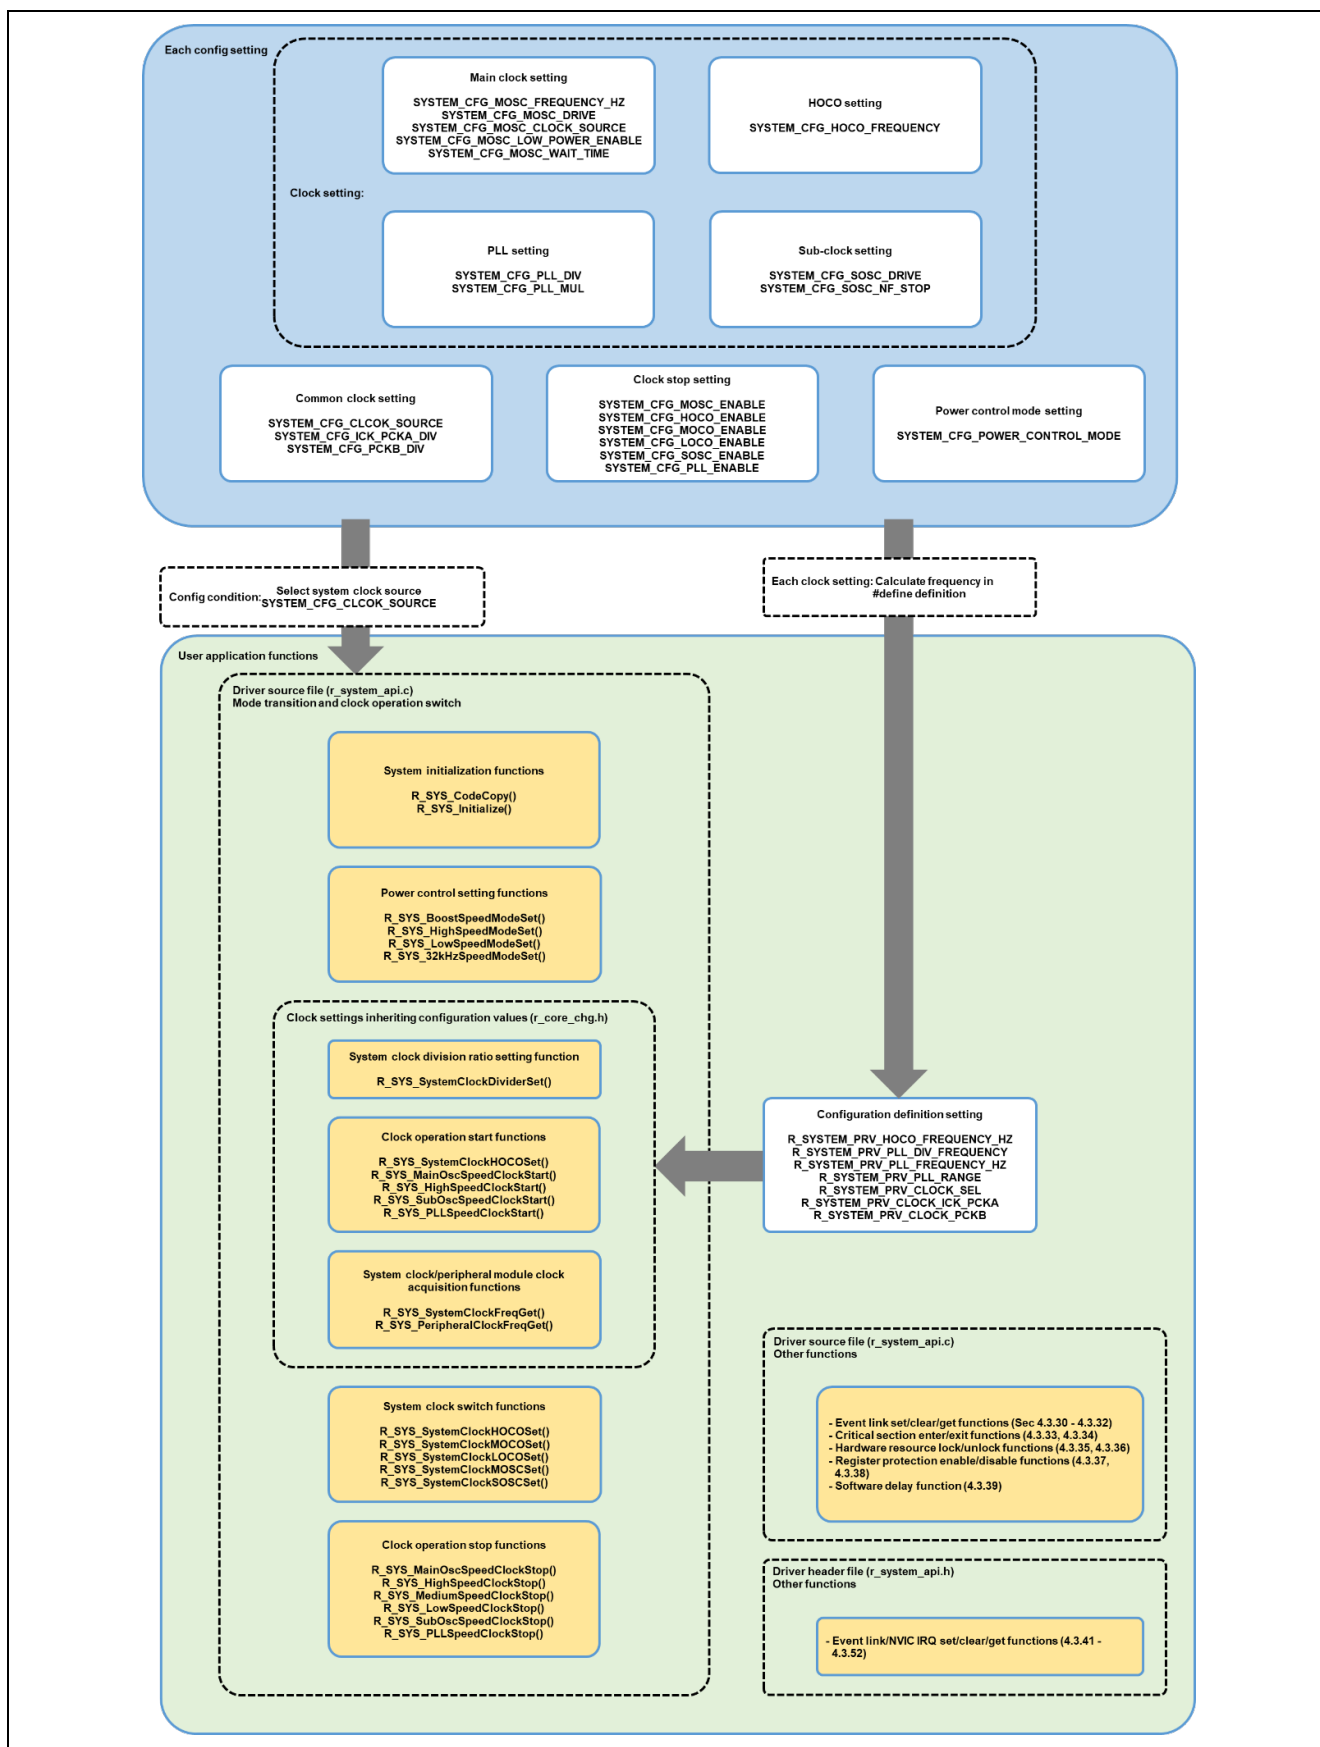 Each config setting
Main clock setting
SYSTEM_CFG_MOSC_FREQUENCY_HZ
SYSTEM_CFG_MOSC_DRIVE
SYSTEM_CFG_MOSC_CLOCK_SOURCE
SYSTEM_CFG_MOSC_LOW_POWER_ENABLE
SYSTEM_CFG_MOSC_WAIT_TIME
HOCO setting
SYSTEM_CFG_HOCO_FREQUENCY
Clock setting:
PLL setting
SYSTEM_CFG_PLL_DIV
SYSTEM_CFG_PLL_MUL
Sub-clock setting
SYSTEM_CFG_SOSC_DRIVE
SYSTEM_CFG_SOSC_NF_STOP
Common clock setting
SYSTEM_CFG_CLCOK_SOURCE
SYSTEM_CFG_ICK_PCKA_DIV
SYSTEM_CFG_PCKB_DIV
Clock stop setting
SYSTEM_CFG_MOSC_ENABLE
SYSTEM_CFG_HOCO_ENABLE
SYSTEM_CFG_MOCO_ENABLE
SYSTEM_CFG_LOCO_ENABLE
SYSTEM_CFG_SOSC_ENABLE
SYSTEM_CFG_PLL_ENABLE
Power control mode setting
SYSTEM_CFG_POWER_CONTROL_MODE
Config condition: Select system clock source
SYSTEM_CFG_CLCOK_SOURCE
Each clock setting: Calculate frequency in
#define definition
User application functions
Driver source file (r_system_api.c)
Mode transition and clock operation switch
System initialization functions
R_SYS_CodeCopy()
R_SYS_Initialize()
Power control setting functions
R_SYS_BoostSpeedModeSet()
R_SYS_HighSpeedModeSet()
R_SYS_LowSpeedModeSet()
R_SYS_32kHzSpeedModeSet()
Clock settings inheriting configuration values (r_core_chg.h)
System clock division ratio setting function
R_SYS_SystemClockDividerSet()
Clock operation start functions
R_SYS_SystemClockHOCOSet()
R_SYS_MainOscSpeedClockStart()
R_SYS_HighSpeedClockStart()
R_SYS_SubOscSpeedClockStart()
R_SYS_PLLSpeedClockStart()
System clock/peripheral module clock
acquisition functions
R_SYS_SystemClockFreqGet()
R_SYS_PeripheralClockFreqGet()
Configuration definition setting
R_SYSTEM_PRV_HOCO_FREQUENCY_HZ
R_SYSTEM_PRV_PLL_DIV_FREQUENCY
R_SYSTEM_PRV_PLL_FREQUENCY_HZ
R_SYSTEM_PRV_PLL_RANGE
R_SYSTEM_PRV_CLOCK_SEL
R_SYSTEM_PRV_CLOCK_ICK_PCKA
R_SYSTEM_PRV_CLOCK_PCKB
System clock switch functions
R_SYS_SystemClockHOCOSet()
R_SYS_SystemClockMOCOSet()
R_SYS_SystemClockLOCOSet()
R_SYS_SystemClockMOSCSet()
R_SYS_SystemClockSOSCSet()
Clock operation stop functions
R_SYS_MainOscSpeedClockStop()
R_SYS_HighSpeedClockStop()
R_SYS_MediumSpeedClockStop()
R_SYS_LowSpeedClockStop()
R_SYS_SubOscSpeedClockStop()
R_SYS_PLLSpeedClockStop()
Driver source file (r_system_api.c)
Other functions
- Event link set/clear/get functions (Sec 4.3.30 - 4.3.32)
- Critical section enter/exit functions (4.3.33, 4.3.34)
- Hardware resource lock/unlock functions (4.3.35, 4.3.36)
- Register protection enable/disable functions (4.3.37,
4.3.38)
- Software delay function (4.3.39)
Driver header file (r_system_api.h)
Other functions
- Event link/NVIC IRQ set/clear/get functions (4.3.41 -
4.3.52)